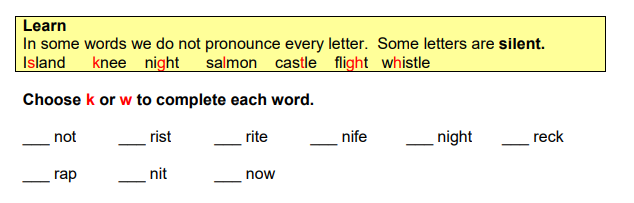 Learn
In some words we do not pronounce every letter. Some letters are silent.
Island knee night salmon castle flight whistle
Choose k or w to complete each word.
___ not ___ rist ___ rite ___ nife ___ night ___ reck
___ rap ___ nit ___ now